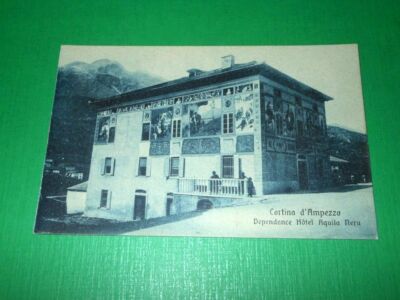 Cortina d'Ampezzo
Dependance Hôtel Aquila Nera